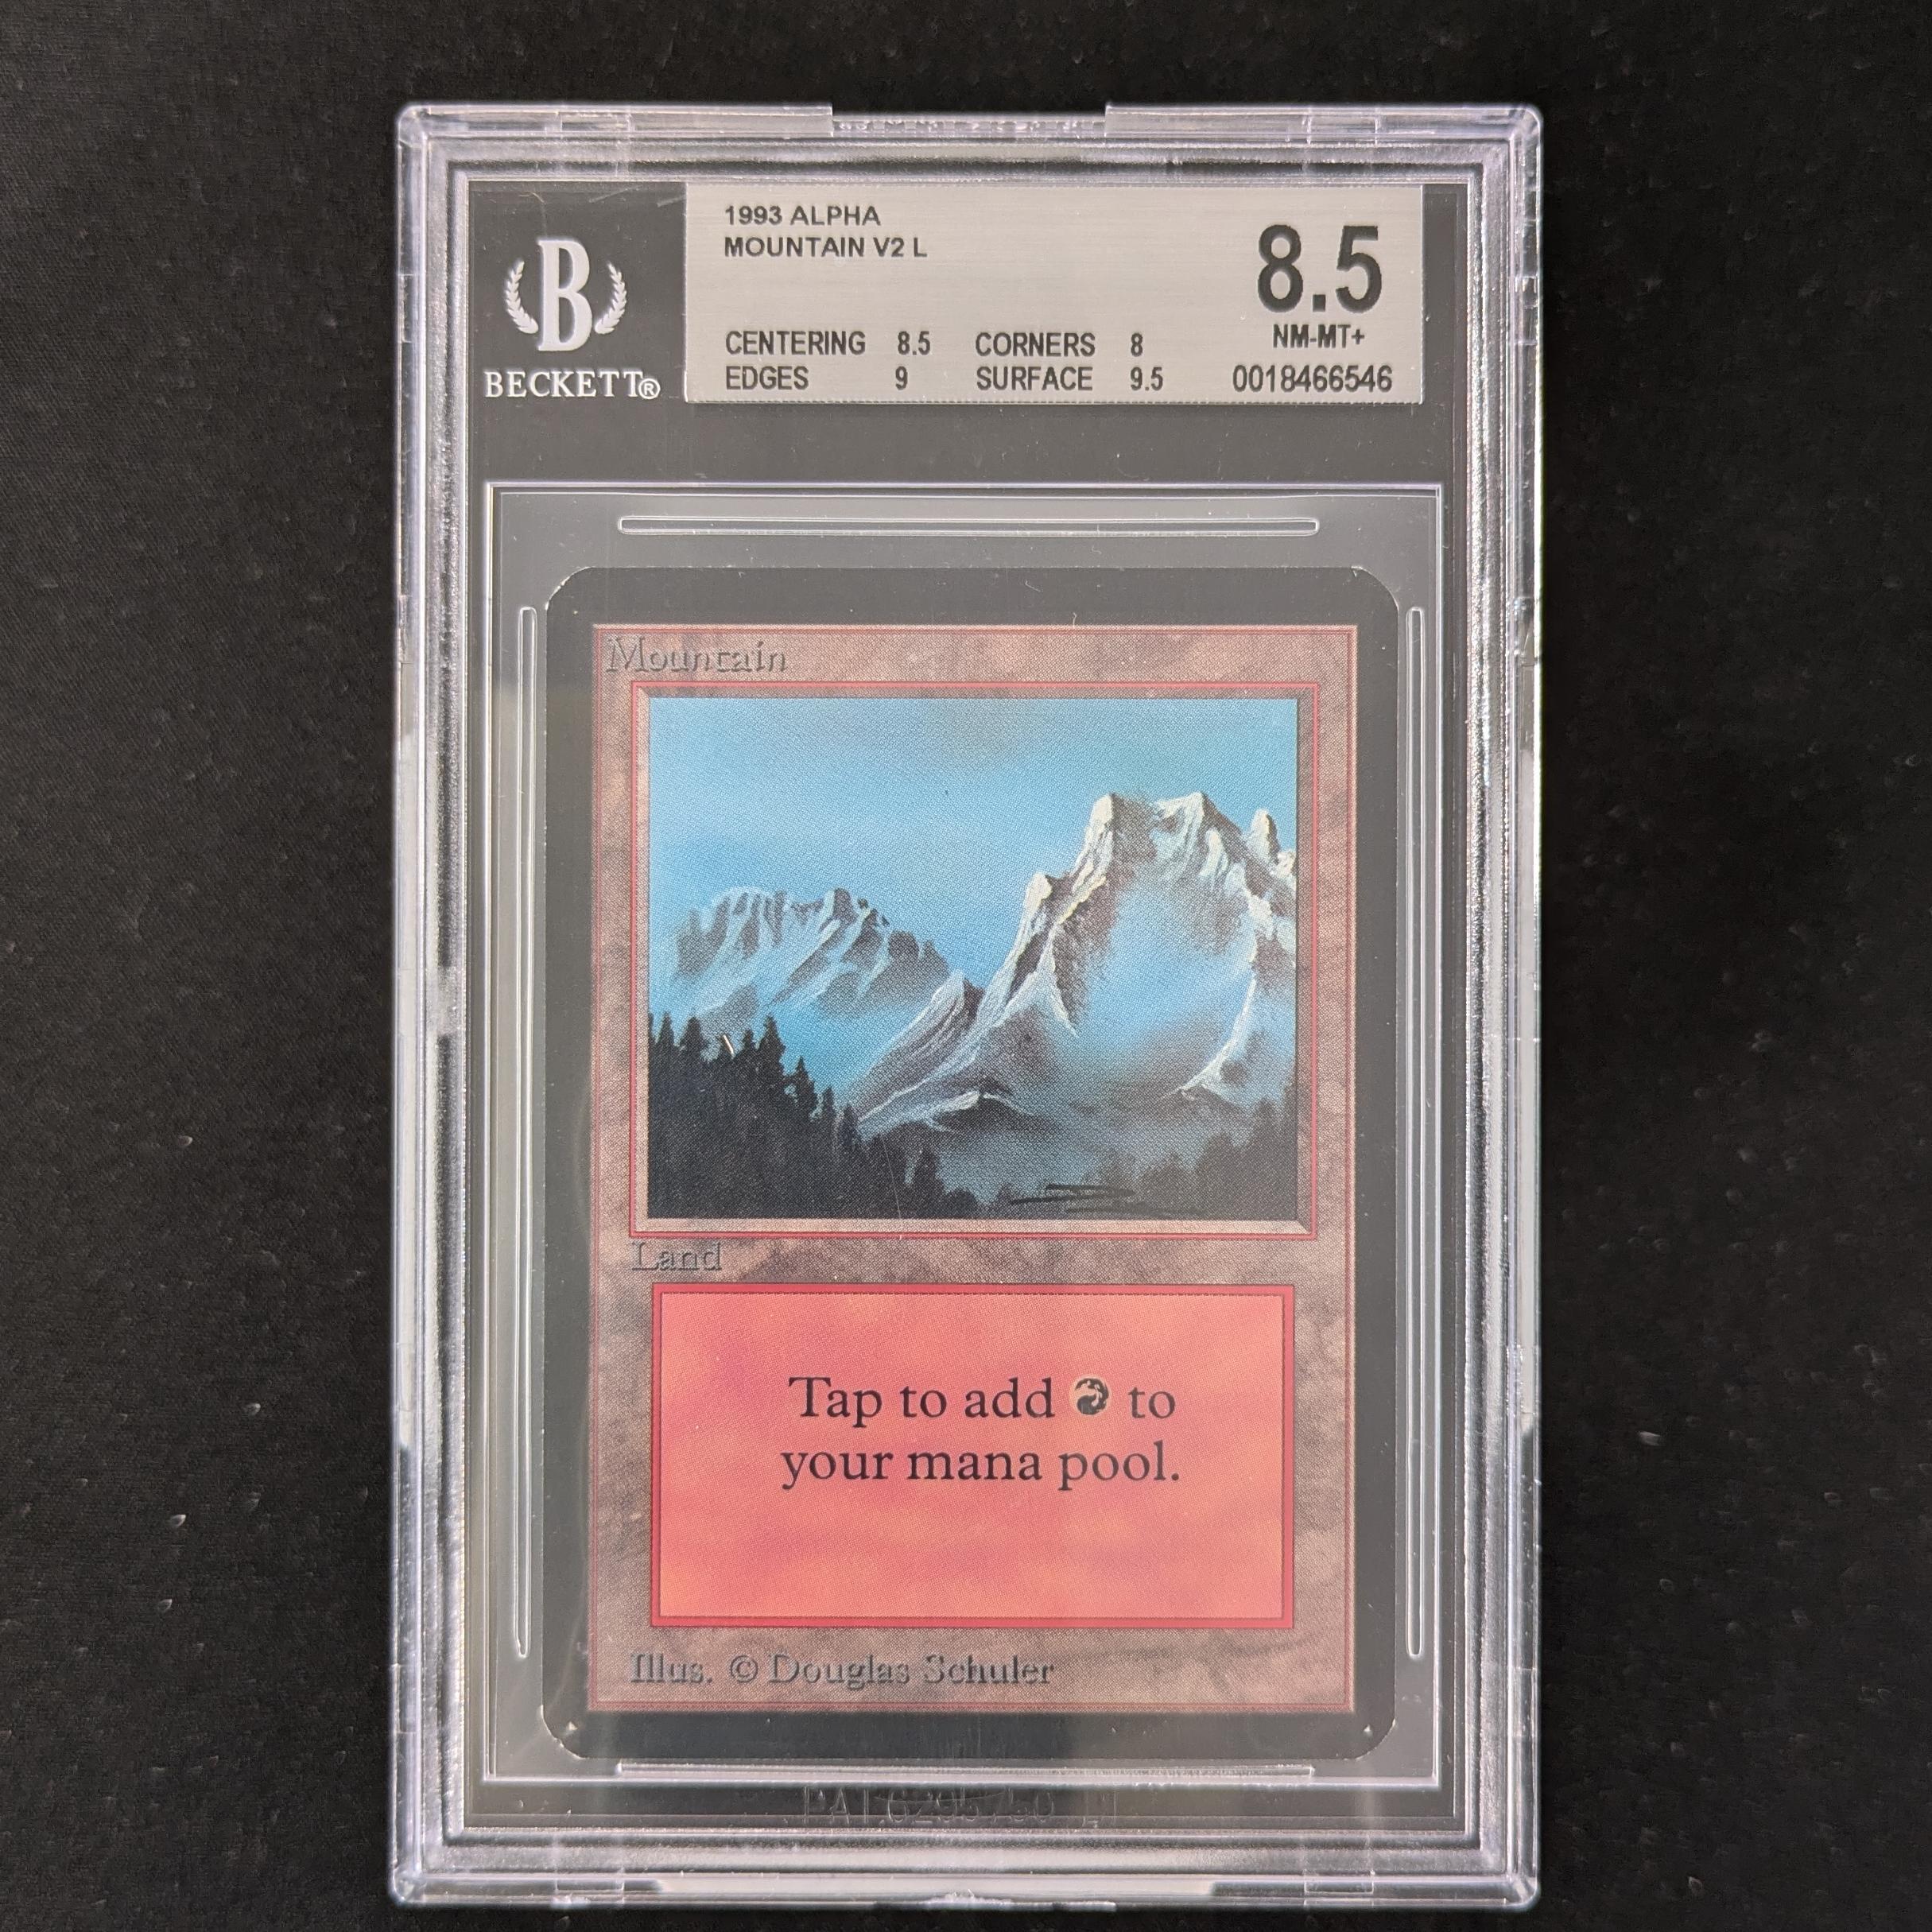 1993 ALPHA
MOUNTAIN V2 L
8.5
NM-MT+
CENTERING 8.5 CORNERS 8
EDGES 9 SURFACE 9.5
0018466546
B
BECKETT®
Mountain
Land
Tap to add to
your mana pool.
Illus. © Douglas Schuler